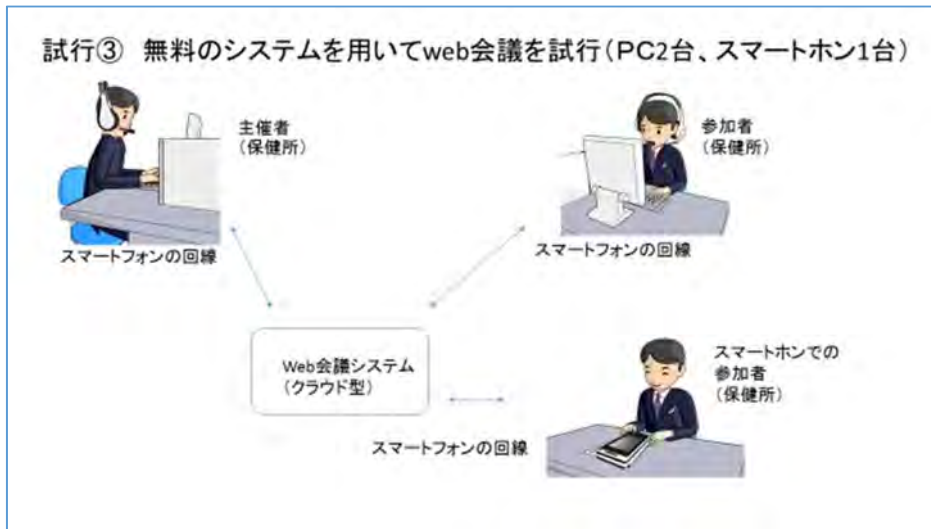 試行③　無料のシステムを用いてweb会議を試行(PC2台、スマートホン1台)
主催者
(保健所)
参加者
(保健所)
スマートフォンの回線
スマートフォンの回線
Web会議システム
(クラウド型)
スマートホンでの
参加者
(保健所)
スマートフォンの回線